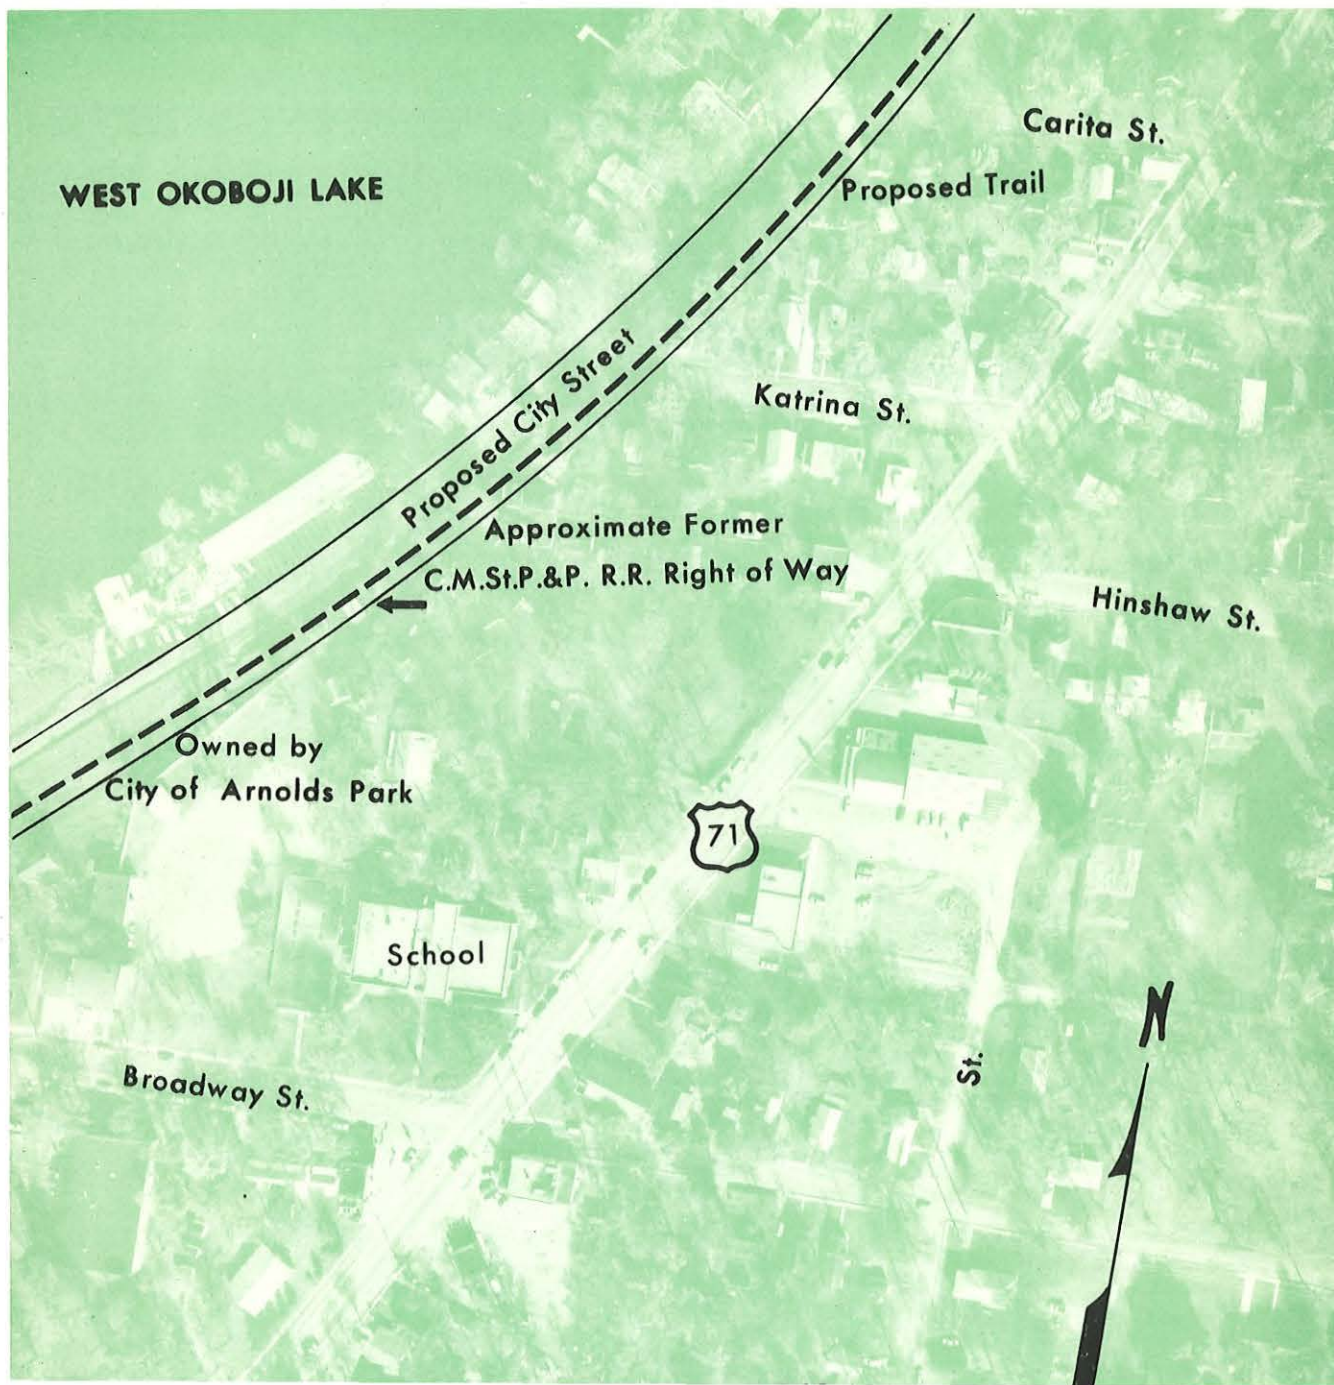 Carita St.
WEST OKOBOJI LAKE
Proposed Trail
Proposed City Street
Katrina St.
Approximate Former
C.M.St.P.&P. R.R. Right of Way
Hinshaw St.
Owned by
City of Arnolds Park
71
School
N
St.
Broadway St.